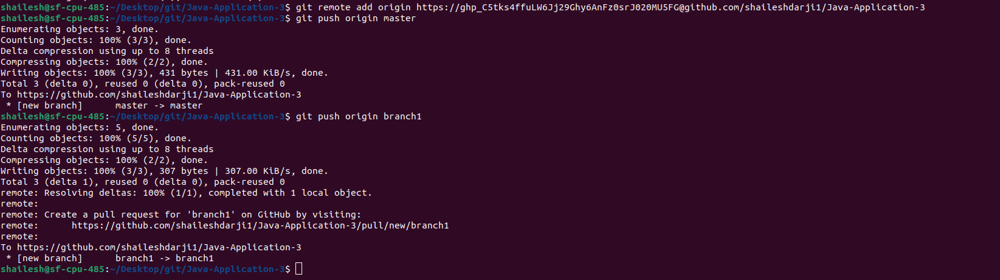 shailesh@sf-cpu-485:~/Desktop/git/Java-Application-3$ git remote add origin https://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@github.com/shaileshdarji1/Java-Application-3
shailesh@sf-cpu-485:~/Desktop/git/Java-Application-3$ git push origin master
Enumerating objects: 3, done.
Counting objects: 100% (3/3), done.
Delta compression using up to 8 threads
Compressing objects: 100% (2/2), done.
Writing objects: 100% (3/3), 431 bytes | 431.00 KiB/s, done.
Total 3 (delta 0), reused 0 (delta 0), pack-reused 0
To https://github.com/shaileshdarji1/Java-Application-3
 * [new branch]      master -> master
shailesh@sf-cpu-485:~/Desktop/git/Java-Application-3$ git push origin branch1
Enumerating objects: 5, done.
Counting objects: 100% (5/5), done.
Delta compression using up to 8 threads
Compressing objects: 100% (2/2), done.
Writing objects: 100% (3/3), 307 bytes | 307.00 KiB/s, done.
Total 3 (delta 1), reused 0 (delta 0), pack-reused 0
remote: Resolving deltas: 100% (1/1), completed with 1 local object.
remote:
remote: Create a pull request for 'branch1' on GitHub by visiting:
remote:      https://github.com/shaileshdarji1/Java-Application-3/pull/new/branch1
remote:
To https://github.com/shaileshdarji1/Java-Application-3
 * [new branch]      branch1 -> branch1
shailesh@sf-cpu-485:~/Desktop/git/Java-Application-3$